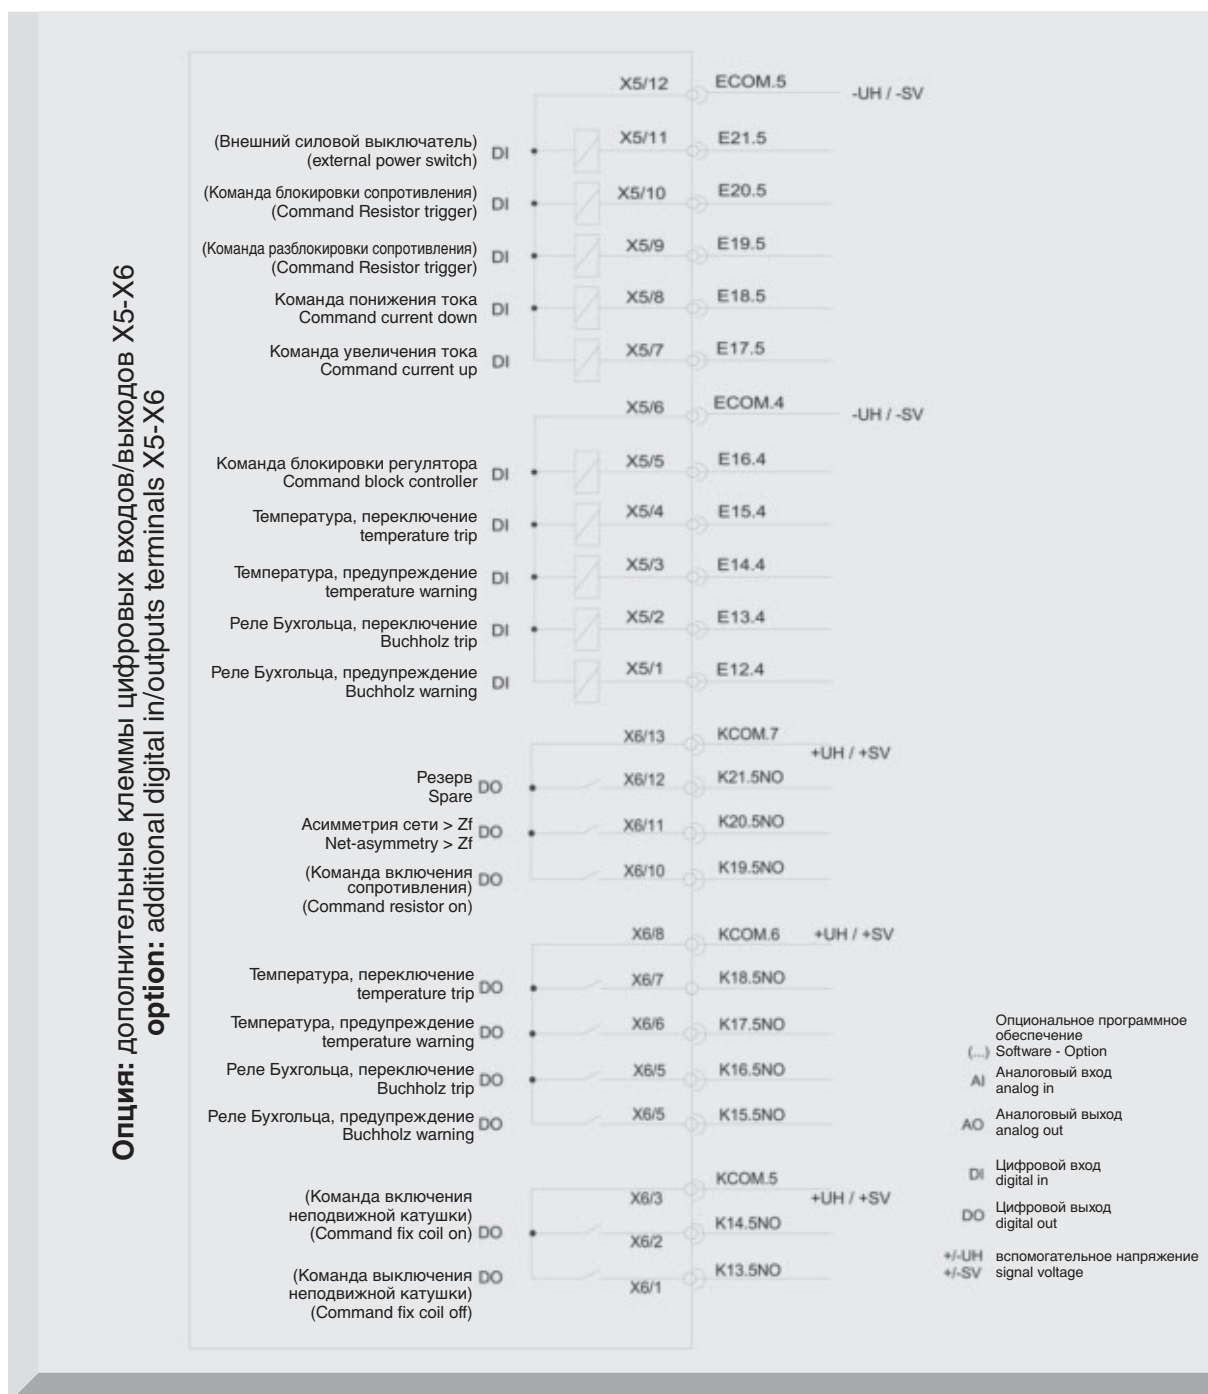 Опция: дополнительные клеммы цифровых входов/выходов X5-X6
option: additional digital in/outputs terminals X5-X6
X5/12 ECOM.5 -UH / -SV
(Внешний силовой выключатель)
(external power switch)
DI X5/11 E21.5
(Команда блокировки сопротивления)
(Command Resistor trigger)
DI X5/10 E20.5
(Команда разблокировки сопротивления)
(Command Resistor trigger)
DI X5/9 E19.5
Команда понижения тока
Command current down
DI X5/8 E18.5
Команда увеличения тока
Command current up
DI X5/7 E17.5
X5/6 ECOM.4 -UH / -SV
Команда блокировки регулятора
Command block controller
DI X5/5 E16.4
Температура, переключение
temperature trip
DI X5/4 E15.4
Температура, предупреждение
temperature warning
DI X5/3 E14.4
Реле Бухгольца, переключение
Buchholz trip
DI X5/2 E13.4
Реле Бухгольца, предупреждение
Buchholz warning
DI X5/1 E12.4
X6/13 KCOM.7 +UH / +SV
Резерв
Spare
DO X6/12 K21.5NO
Асимметрия сети > Zf
Net-asymmetry > Zf
DO X6/11 K20.5NO
(Команда включения
сопротивления)
(Command resistor on)
DO X6/10 K19.5NO
X6/8 KCOM.6 +UH / +SV
Температура, переключение
temperature trip
DO X6/7 K18.5NO
Температура, предупреждение
temperature warning
DO X6/6 K17.5NO
Реле Бухгольца, переключение
Buchholz trip
DO X6/5 K16.5NO
Реле Бухгольца, предупреждение
Buchholz warning
DO X6/5 K15.5NO
X6/3 KCOM.5 +UH / +SV
(Команда включения
неподвижной катушки)
(Command fix coil on)
DO X6/2 K14.5NO
(Команда выключения
неподвижной катушки)
(Command fix coil off)
DO X6/1 K13.5NO
Опциональное программное
обеспечение
(...) Software - Option
AI Аналоговый вход
analog in
AO Аналоговый выход
analog out
DI Цифровой вход
digital in
DO Цифровой выход
digital out
+/-UH вспомогательное напряжение
+/-SV signal voltage